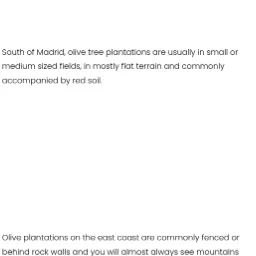 South of Madrid, olive tree plantations are usually in small or
medium sized fields, in mostly flat terrain and commonly
accompanied by red soil.
Olive plantations on the east coast are commonly fenced or
behind rock walls and you will almost always see mountains